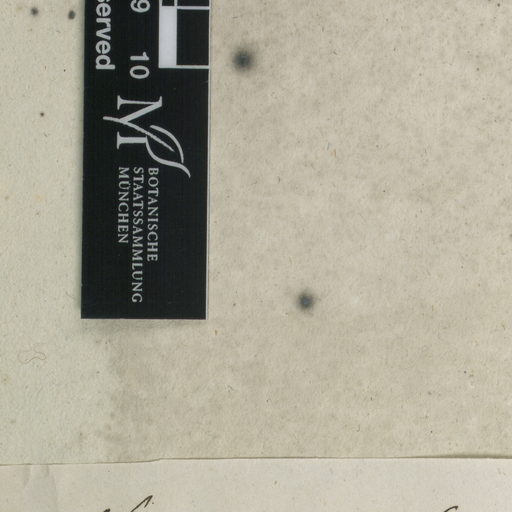 served
9 10
BOTANISCHE
STAATSSAMMLUNG
MÜNCHEN